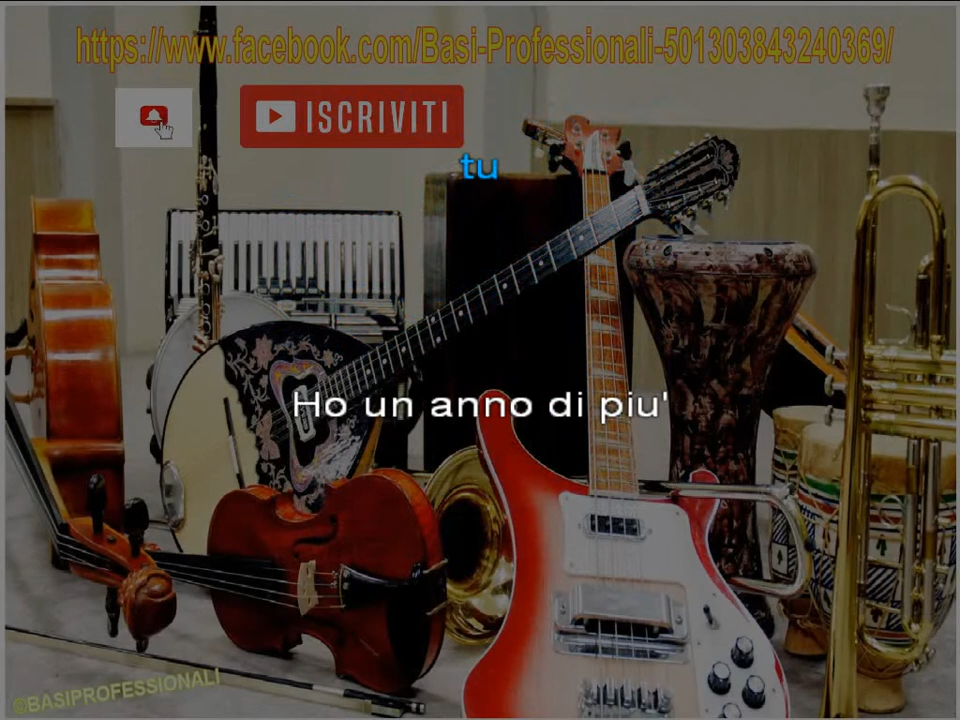 https://www.facebook.com/Basi-Professionali-501303843240369/
ISCRIVITI
tu
Ho un anno di piu'
©BASIPROFESSIONALI